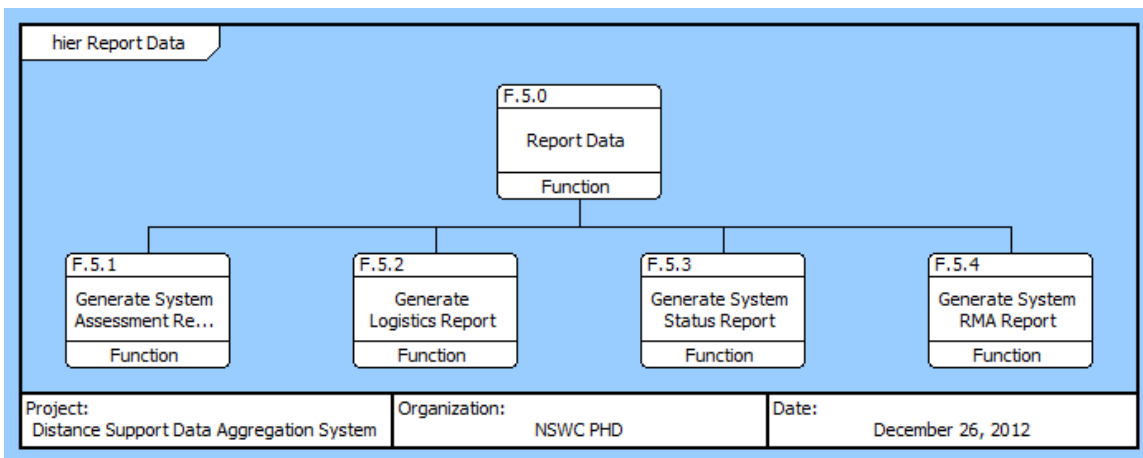 hier Report Data
F.5.0
Report Data
Function
F.5.1
Generate System
Assessment Re...
Function
F.5.2
Generate
Logistics Report
Function
F.5.3
Generate System
Status Report
Function
F.5.4
Generate System
RMA Report
Function
Project:
Distance Support Data Aggregation System
Organization:
NSWC PHD
Date:
December 26, 2012